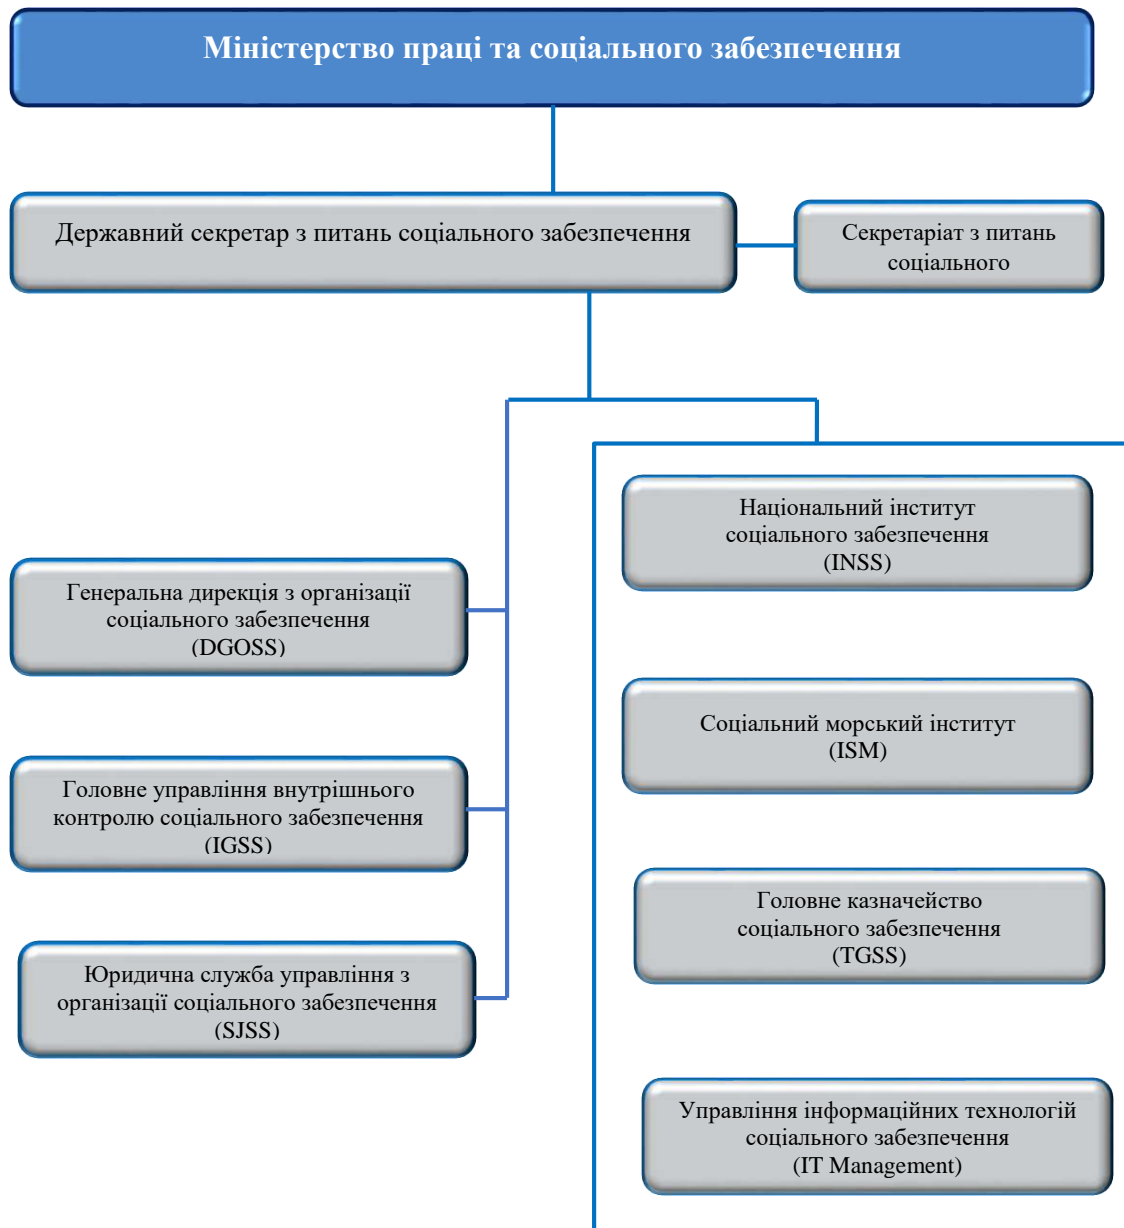 Міністерство праці та соціального забезпечення
Державний секретар з питань соціального забезпечення
Секретаріат з питань
соціального
Національний інститут
соціального забезпечення
(INSS)
Генеральна дирекція з організації
соціального забезпечення
(DGOSS)
Соціальний морський інститут
(ISM)
Головне управління внутрішнього
контролю соціального забезпечення
(IGSS)
Головне казначейство
соціального забезпечення
(TGSS)
Юридична служба управління з
організації соціального забезпечення
(SJSS)
Управління інформаційних технологій
соціального забезпечення
(IT Management)